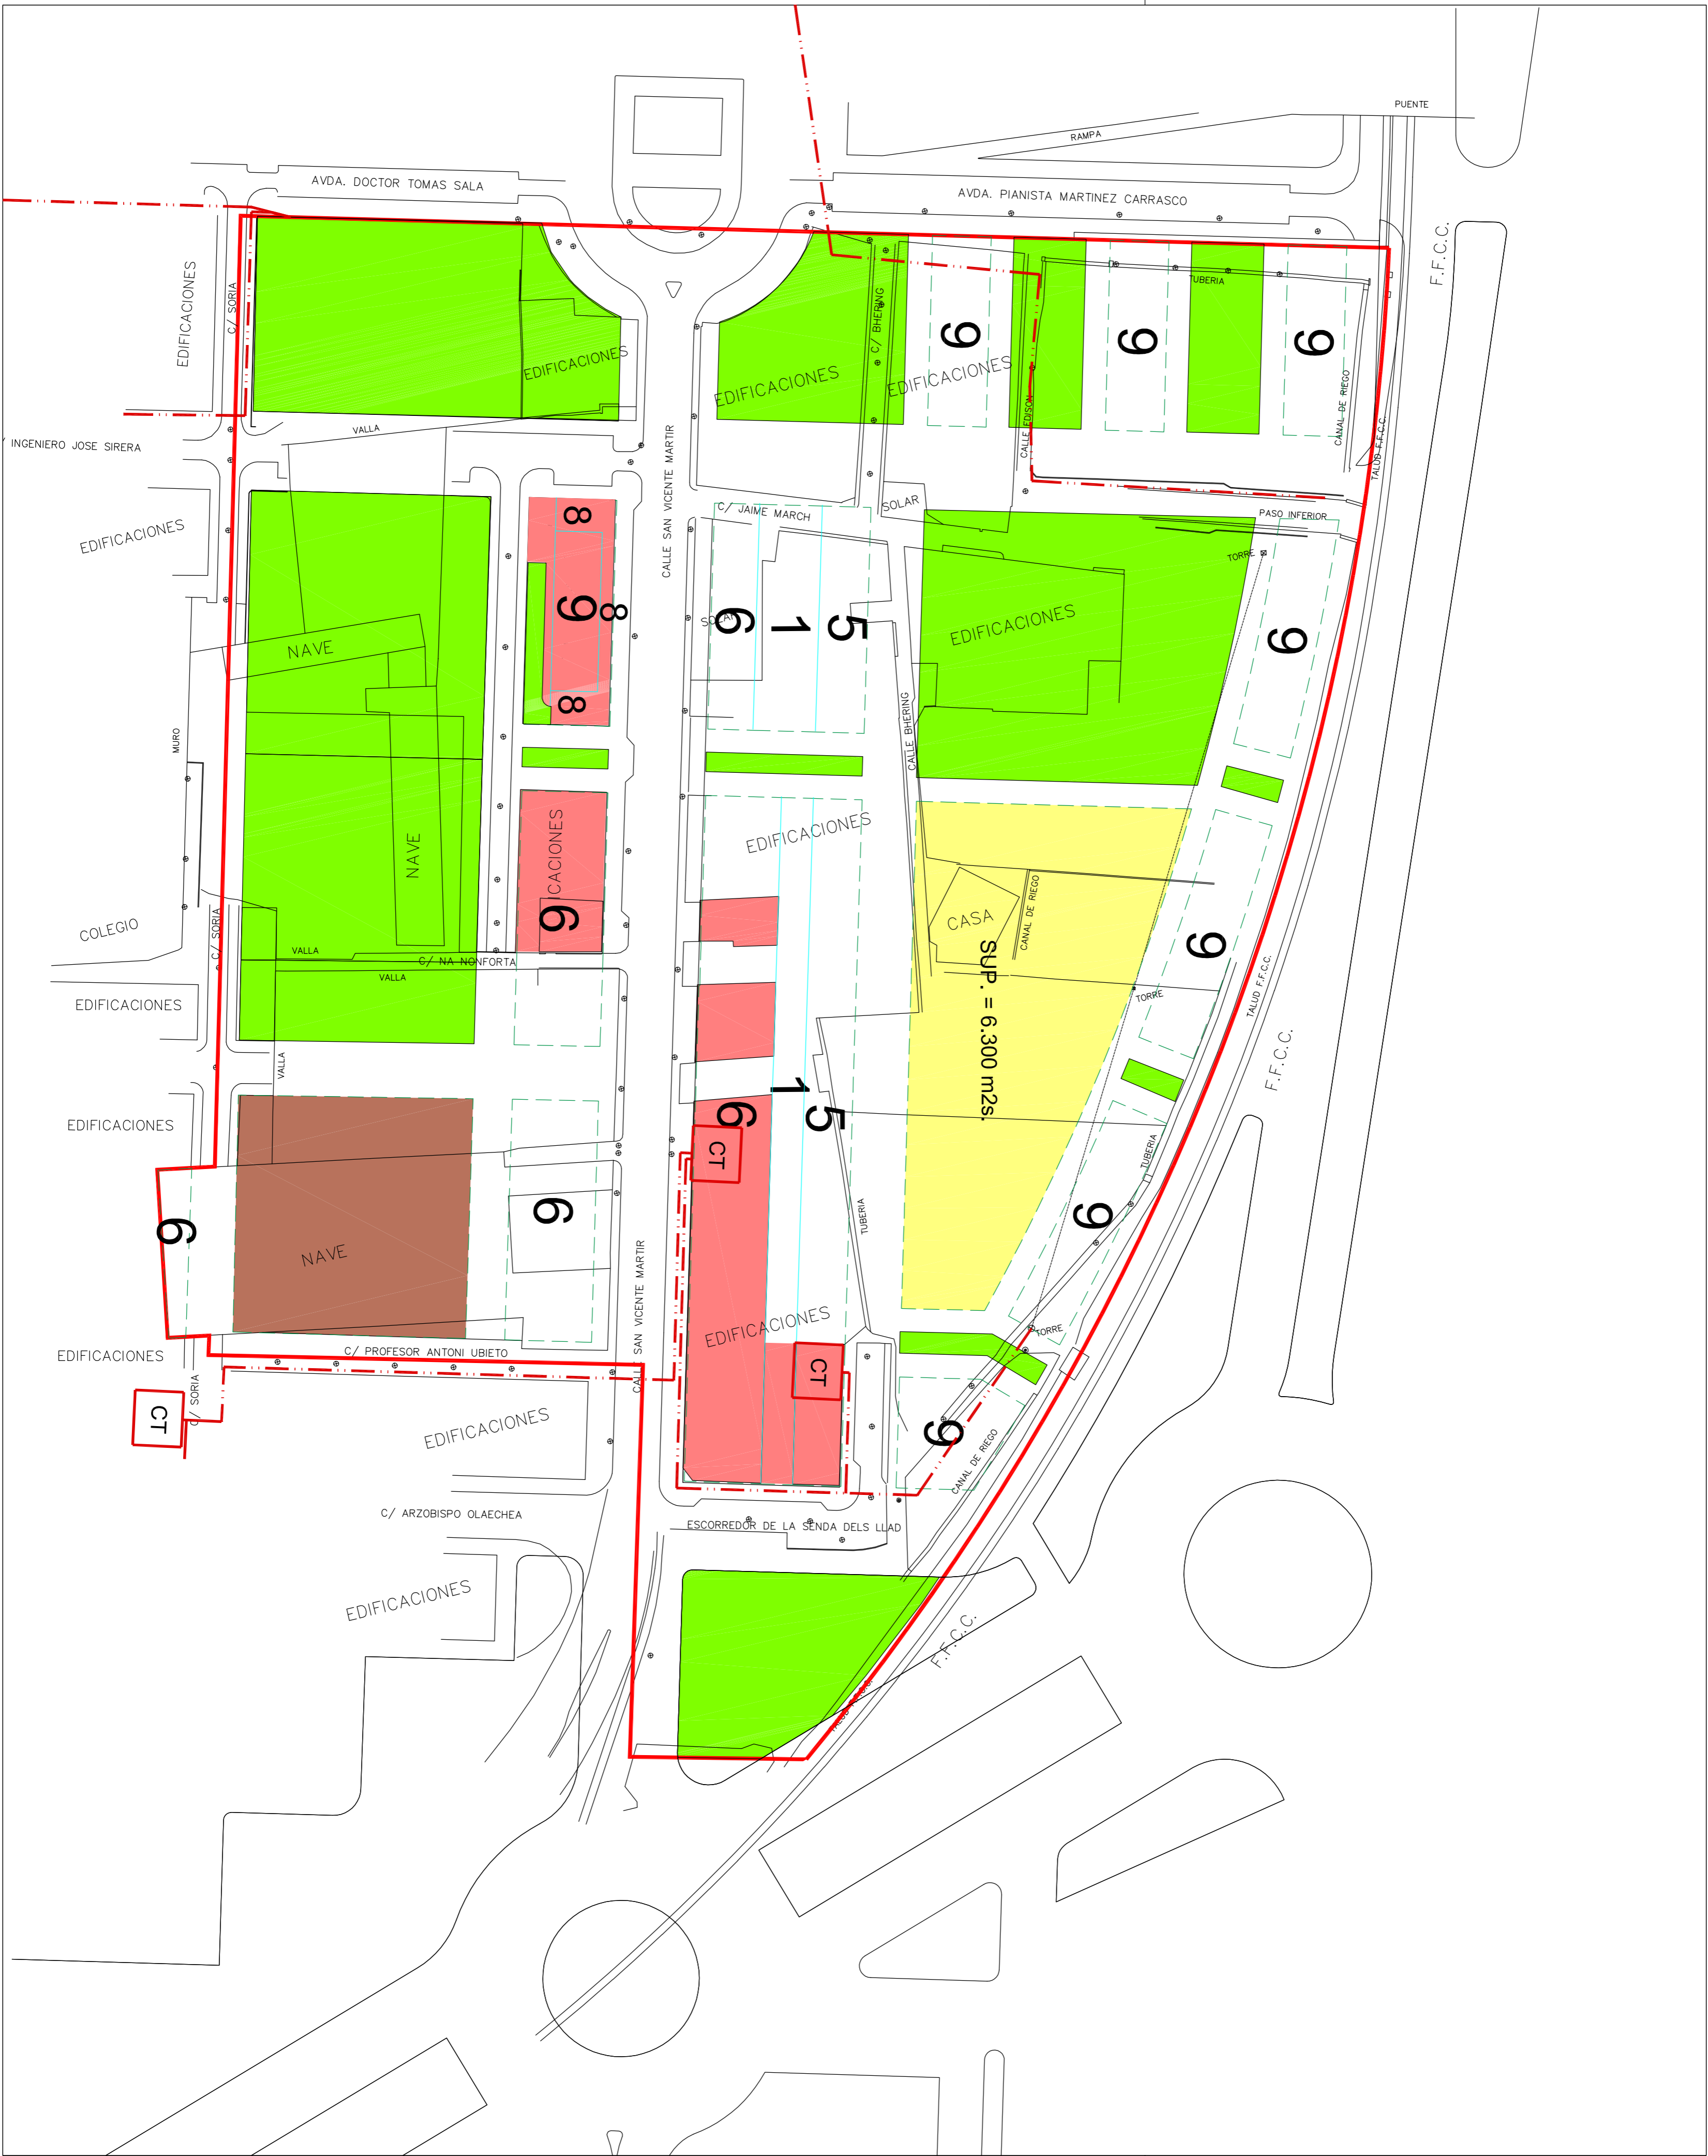 PUENTE
RAMPA
AVDA. DOCTOR TOMAS SALA
AVDA. PIANISTA MARTINEZ CARRASCO
F.F.C.C.
EDIFICACIONES
C/ SORIA
C/ BHERING
TUBERIA
9
9
9
EDIFICACIONES
EDIFICACIONES
EDIFICACIONES
CALLE EDISON
CANAL DE RIEGO
TALUD F.F.C.C.
VALLA
/ INGENIERO JOSE SIRERA
CALLE SAN VICENTE MARTIR
C/ JAIME MARCH
SOLAR
PASO INFERIOR
EDIFICACIONES
8
TORRE
9
8
SOLAR
6
1
5
EDIFICACIONES
9
NAVE
8
MURO
CALLE BHERING
NAVE
ICACIONES
EDIFICACIONES
6
CANAL DE RIEGO
CASA
COLEGIO
C/ SORIA
VALLA
C/ NA NONFORTA
VALLA
9
SUP. = 6.300 m2s.
TORRE
TALUD F.F.C.C.
EDIFICACIONES
VALLA
F.F.C.C.
EDIFICACIONES
1
6
5
CT
TUBERIA
6
NAVE
6
TUBERIA
9
CALLE SAN VICENTE MARTIR
EDIFICACIONES
TORRE
C/ PROFESOR ANTONI UBIETO
EDIFICACIONES
CT
C/ SORIA
CT
EDIFICACIONES
9
CANAL DE RIEGO
C/ ARZOBISPO OLAECHEA
ESCORREDOR DE LA SENDA DELS LLAD
EDIFICACIONES
F.F.C.C.